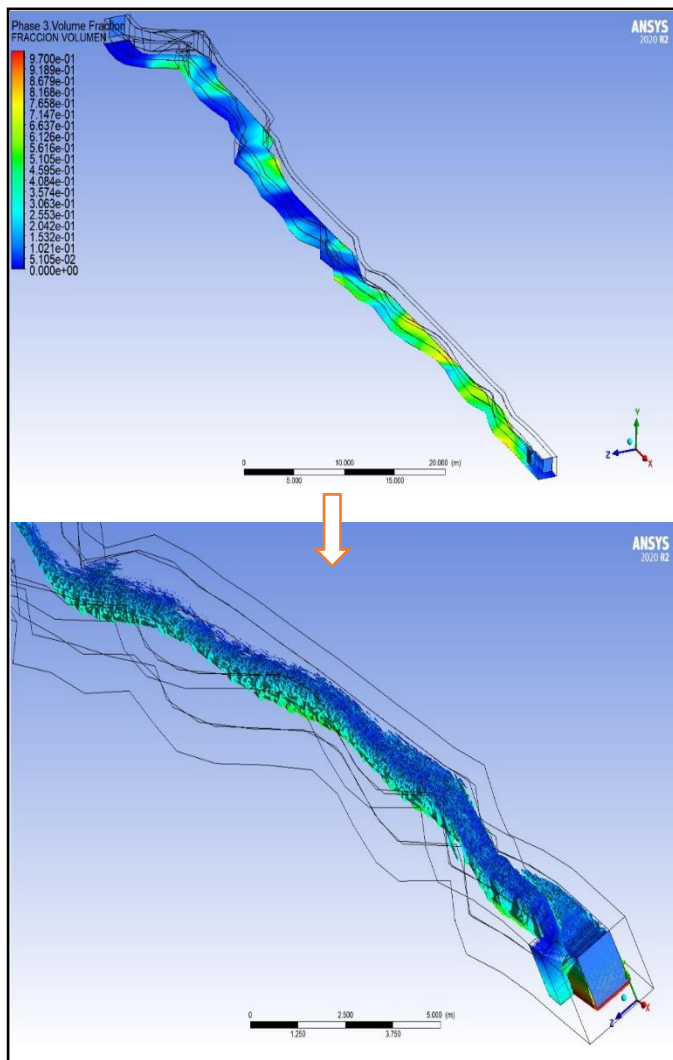 Phase 3.Volume Fraction
FRACCION VOLUMEN
9.700e-01
9.189e-01
8.679e-01
8.168e-01
7.658e-01
7.147e-01
6.637e-01
6.126e-01
5.616e-01
5.105e-01
4.595e-01
4.084e-01
3.574e-01
3.063e-01
2.553e-01
2.042e-01
1.532e-01
1.021e-01
5.105e-02
0.000e+00
ANSYS
2020 R2
Y
Z
X
0 10.000 20.000 (m)
5.000 15.000
ANSYS
2020 R2
Z
X
0 2.500 5.000 (m)
1.250 3.750